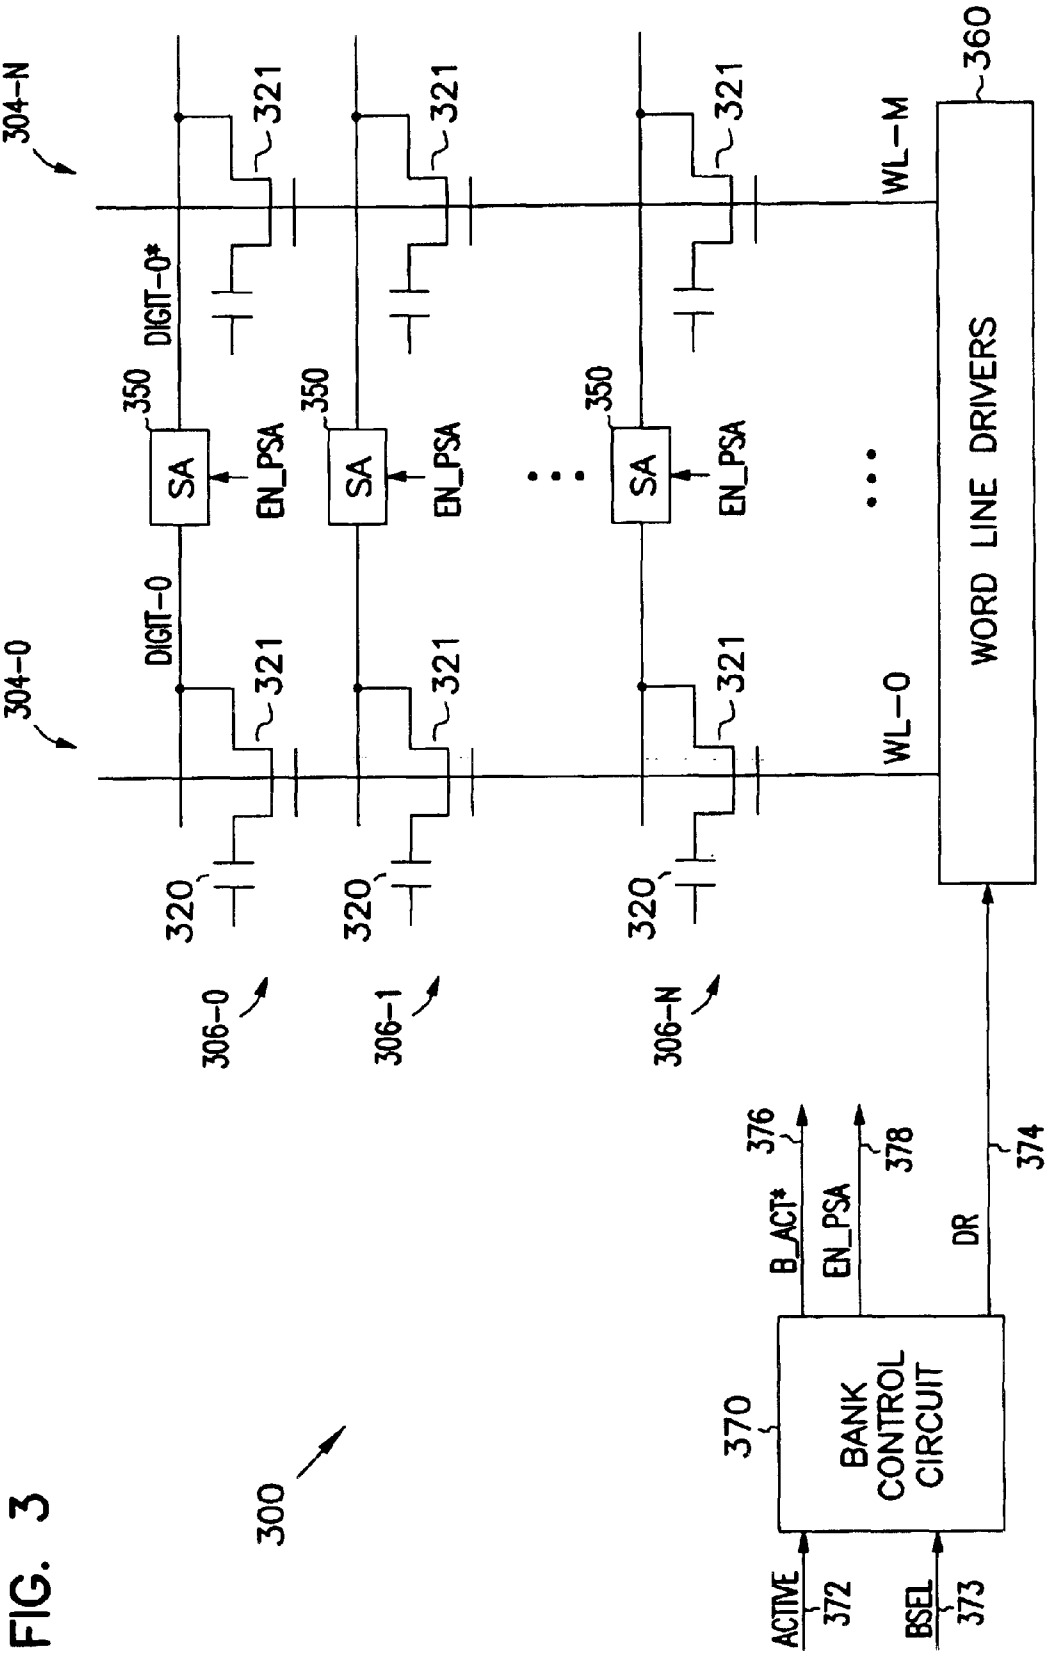 FIG. 3
300
304-0
304-N
DIGIT-0
350
DIGIT-0*
SA
EN_PSA
320
321
321
306-0
350
SA
EN_PSA
320
321
321
306-1
350
SA
EN_PSA
320
321
321
306-N
WL-0
WL-M
360
WORD LINE DRIVERS
370
BANK
CONTROL
CIRCUIT
ACTIVE
372
BSEL
373
B_ACT*
376
EN_PSA
378
DR
374